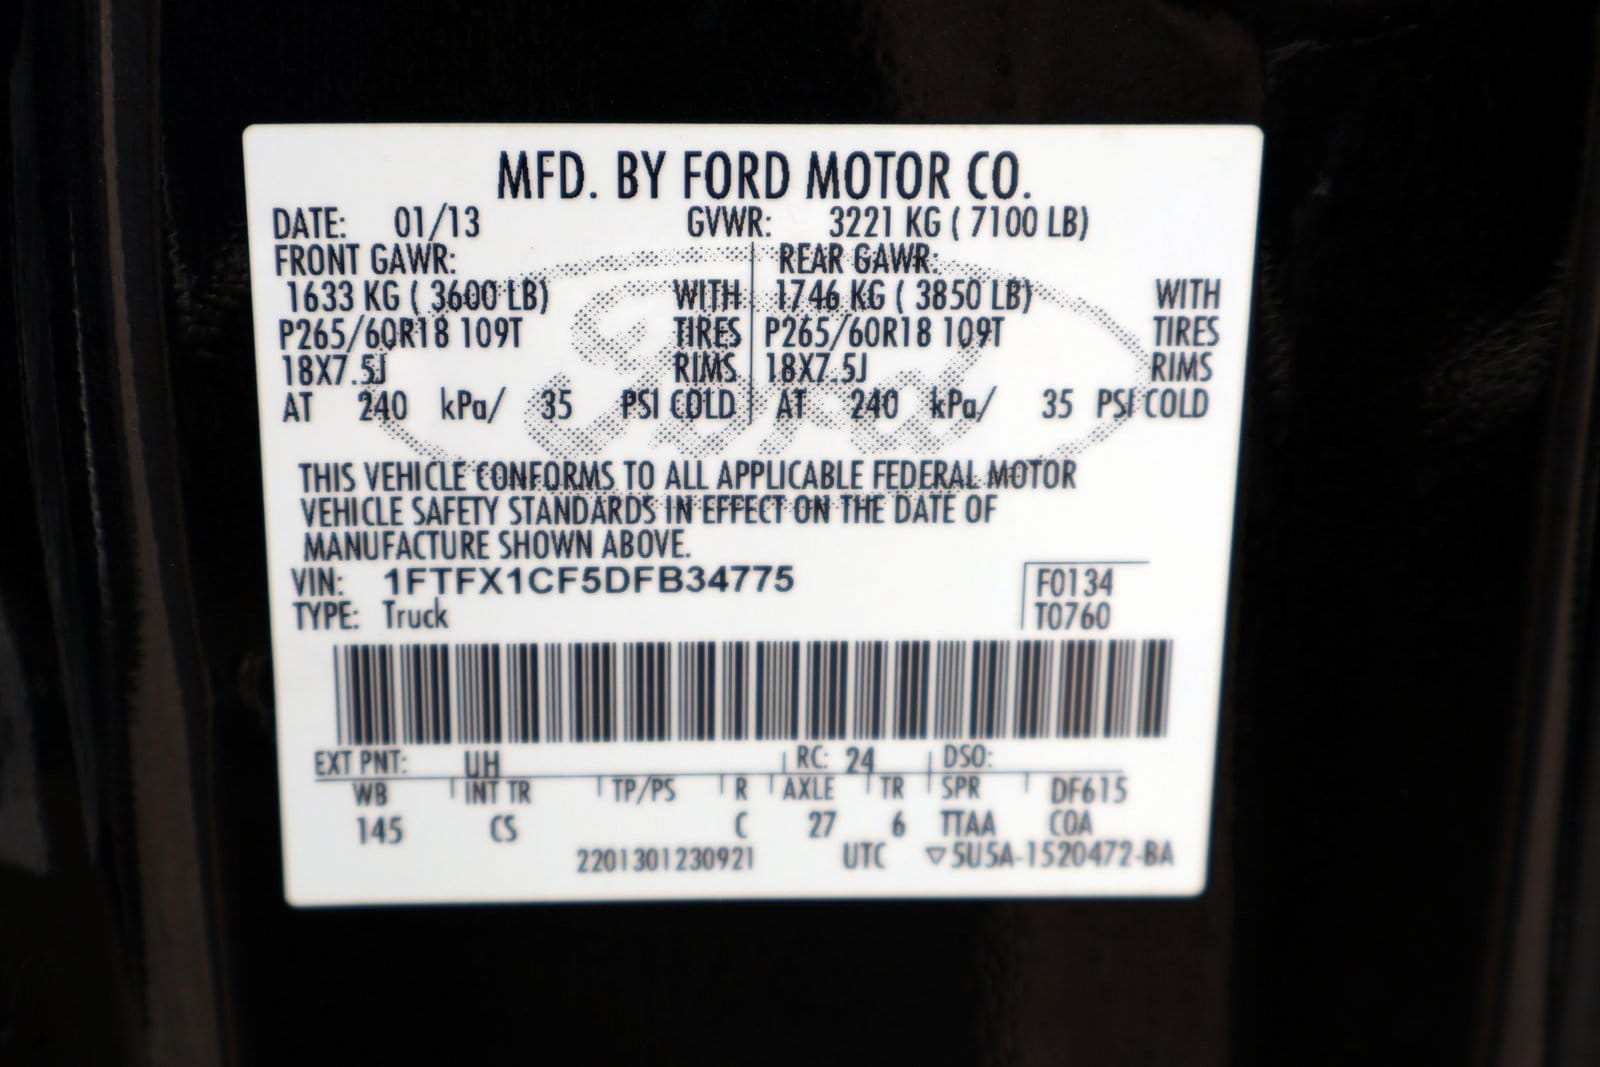 MFD. BY FORD MOTOR CO.
DATE: 01/13 GVWR: 3221 KG ( 7100 LB)
FRONT GAWR: REAR GAWR:
1633 KG ( 3600 LB) WITH 1746 KG ( 3850 LB) WITH
P265/60R18 109T TIRES P265/60R18 109T TIRES
18X7.5J RIMS 18X7.5J RIMS
AT 240 kPa/ 35 PSI COLD AT 240 kPa/ 35 PSI COLD
Ford
THIS VEHICLE CONFORMS TO ALL APPLICABLE FEDERAL MOTOR
VEHICLE SAFETY STANDARDS IN EFFECT ON THE DATE OF
MANUFACTURE SHOWN ABOVE.
VIN: 1FTFX1CF5DFB34775 F0134
TYPE: Truck T0760
EXT PNT: UH RC: 24 DSO:
WB INT TR TP/PS R AXLE TR SPR DF615
145 CS C 27 6 TTAA COA
2201301230921 UTC ▽5U5A-1520472-BA